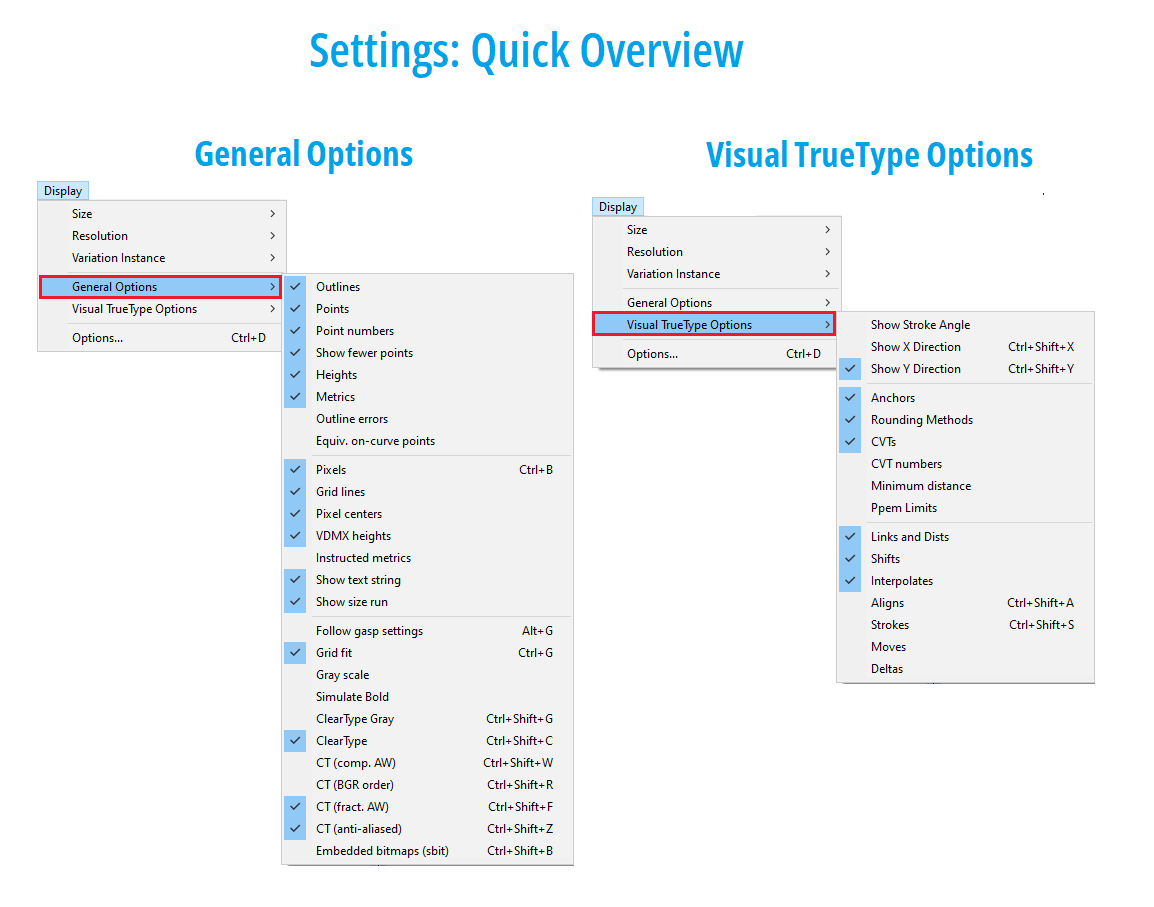 Settings: Quick Overview
General Options
Display
Size
Resolution
Variation Instance
General Options
Visual TrueType Options
Options... Ctrl+D
Outlines
Points
Point numbers
Show fewer points
Heights
Metrics
Outline errors
Equiv. on-curve points
Pixels Ctrl+B
Grid lines
Pixel centers
VDMX heights
Instructed metrics
Show text string
Show size run
Follow gasp settings Alt+G
Grid fit Ctrl+G
Gray scale
Simulate Bold
ClearType Gray Ctrl+Shift+G
ClearType Ctrl+Shift+C
CT (comp. AW) Ctrl+Shift+W
CT (BGR order) Ctrl+Shift+R
CT (fract. AW) Ctrl+Shift+F
CT (anti-aliased) Ctrl+Shift+Z
Embedded bitmaps (sbit) Ctrl+Shift+B
Visual TrueType Options
Display
Size
Resolution
Variation Instance
General Options
Visual TrueType Options
Options... Ctrl+D
Show Stroke Angle
Show X Direction Ctrl+Shift+X
Show Y Direction Ctrl+Shift+Y
Anchors
Rounding Methods
CVTs
CVT numbers
Minimum distance
Ppem Limits
Links and Dists
Shifts
Interpolates
Aligns Ctrl+Shift+A
Strokes Ctrl+Shift+S
Moves
Deltas